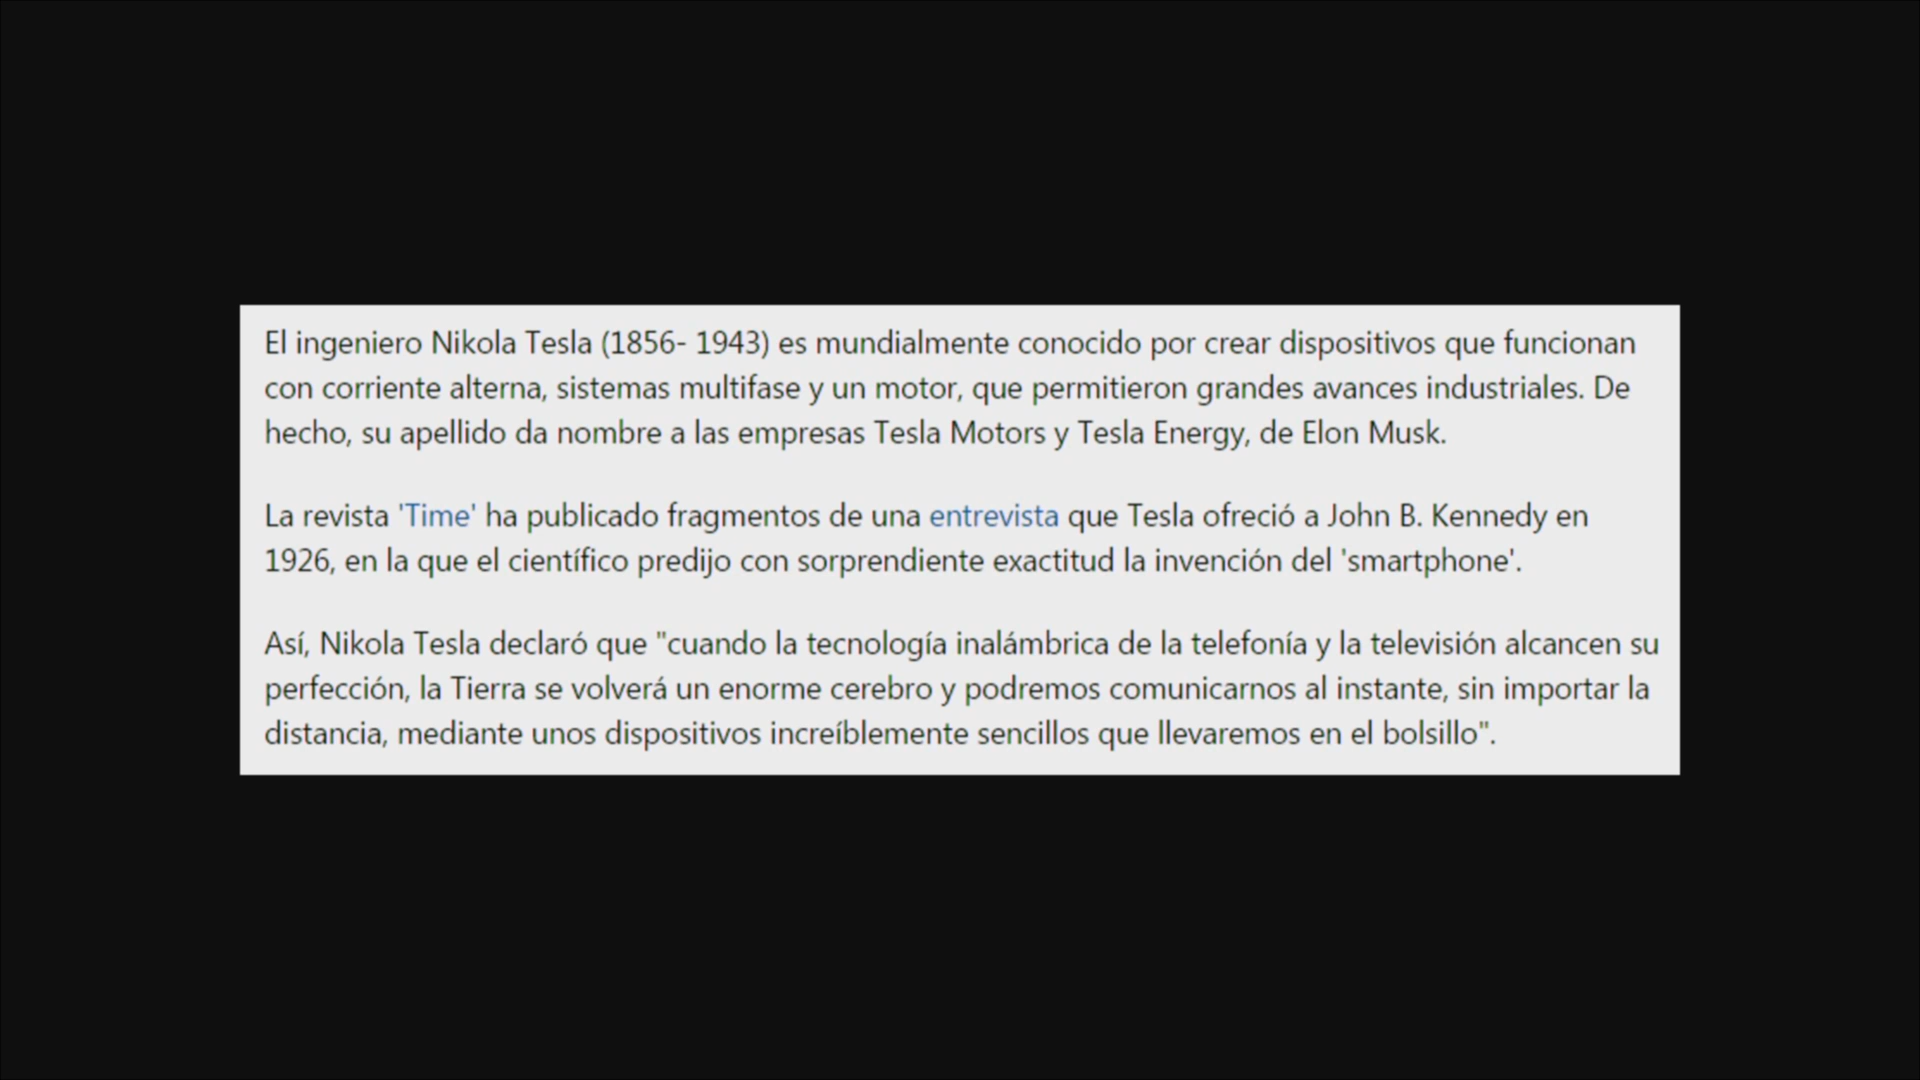 El ingeniero Nikola Tesla (1856- 1943) es mundialmente conocido por crear dispositivos que funcionan
con corriente alterna, sistemas multifase y un motor, que permitieron grandes avances industriales. De
hecho, su apellido da nombre a las empresas Tesla Motors y Tesla Energy, de Elon Musk.
La revista 'Time' ha publicado fragmentos de una entrevista que Tesla ofreció a John B. Kennedy en
1926, en la que el científico predijo con sorprendiente exactitud la invención del 'smartphone'.
Así, Nikola Tesla declaró que "cuando la tecnología inalámbrica de la telefonía y la televisión alcancen su
perfección, la Tierra se volverá un enorme cerebro y podremos comunicarnos al instante, sin importar la
distancia, mediante unos dispositivos increíblemente sencillos que llevaremos en el bolsillo".